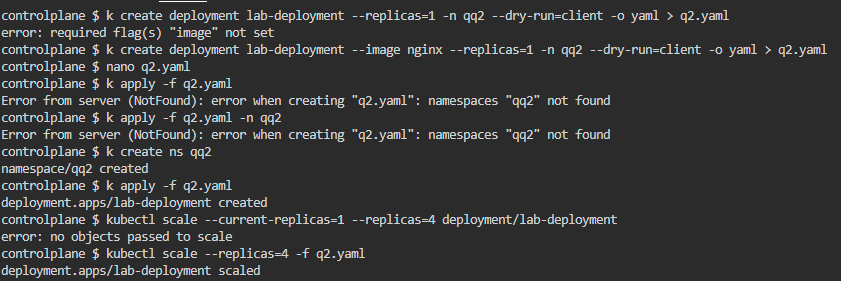 controlplane $ k create deployment lab-deployment --replicas=1 -n qq2 --dry-run=client -o yaml > q2.yaml
error: required flag(s) "image" not set
controlplane $ k create deployment lab-deployment --image nginx --replicas=1 -n qq2 --dry-run=client -o yaml > q2.yaml
controlplane $ nano q2.yaml
controlplane $ k apply -f q2.yaml
Error from server (NotFound): error when creating "q2.yaml": namespaces "qq2" not found
controlplane $ k apply -f q2.yaml -n qq2
Error from server (NotFound): error when creating "q2.yaml": namespaces "qq2" not found
controlplane $ k create ns qq2
namespace/qq2 created
controlplane $ k apply -f q2.yaml
deployment.apps/lab-deployment created
controlplane $ kubectl scale --current-replicas=1 --replicas=4 deployment/lab-deployment
error: no objects passed to scale
controlplane $ kubectl scale --replicas=4 -f q2.yaml
deployment.apps/lab-deployment scaled